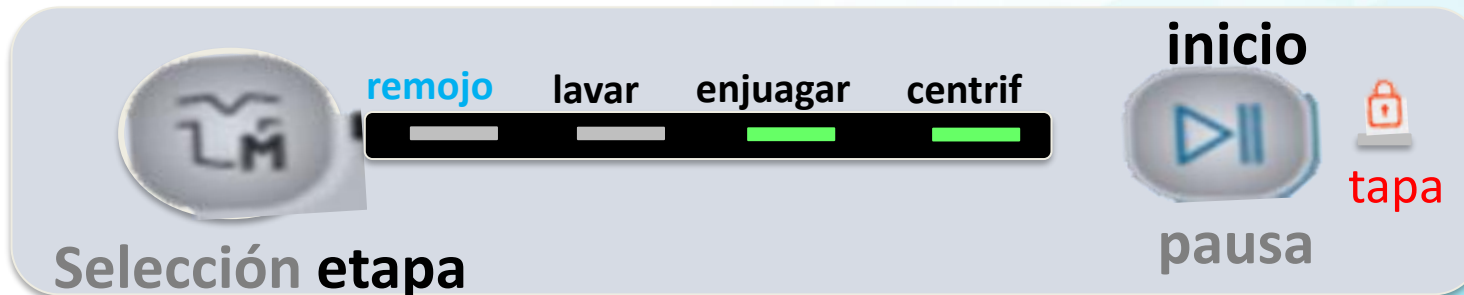 inicio
remojo lavar enjuagar centrif
M
tapa
pausa
Selección etapa